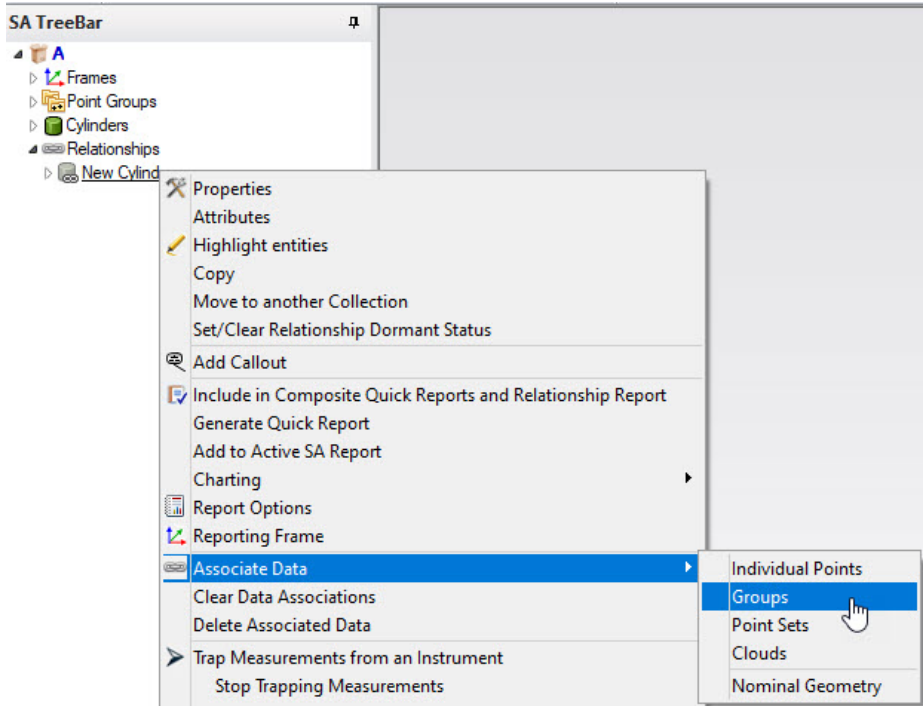 SA TreeBar
A
Frames
Point Groups
Cylinders
Relationships
New Cylind
Properties
Attributes
Highlight entities
Copy
Move to another Collection
Set/Clear Relationship Dormant Status
Add Callout
Include in Composite Quick Reports and Relationship Report
Generate Quick Report
Add to Active SA Report
Charting
Report Options
Reporting Frame
Associate Data
Individual Points
Clear Data Associations
Groups
Delete Associated Data
Point Sets
Clouds
Trap Measurements from an Instrument
Stop Trapping Measurements
Nominal Geometry